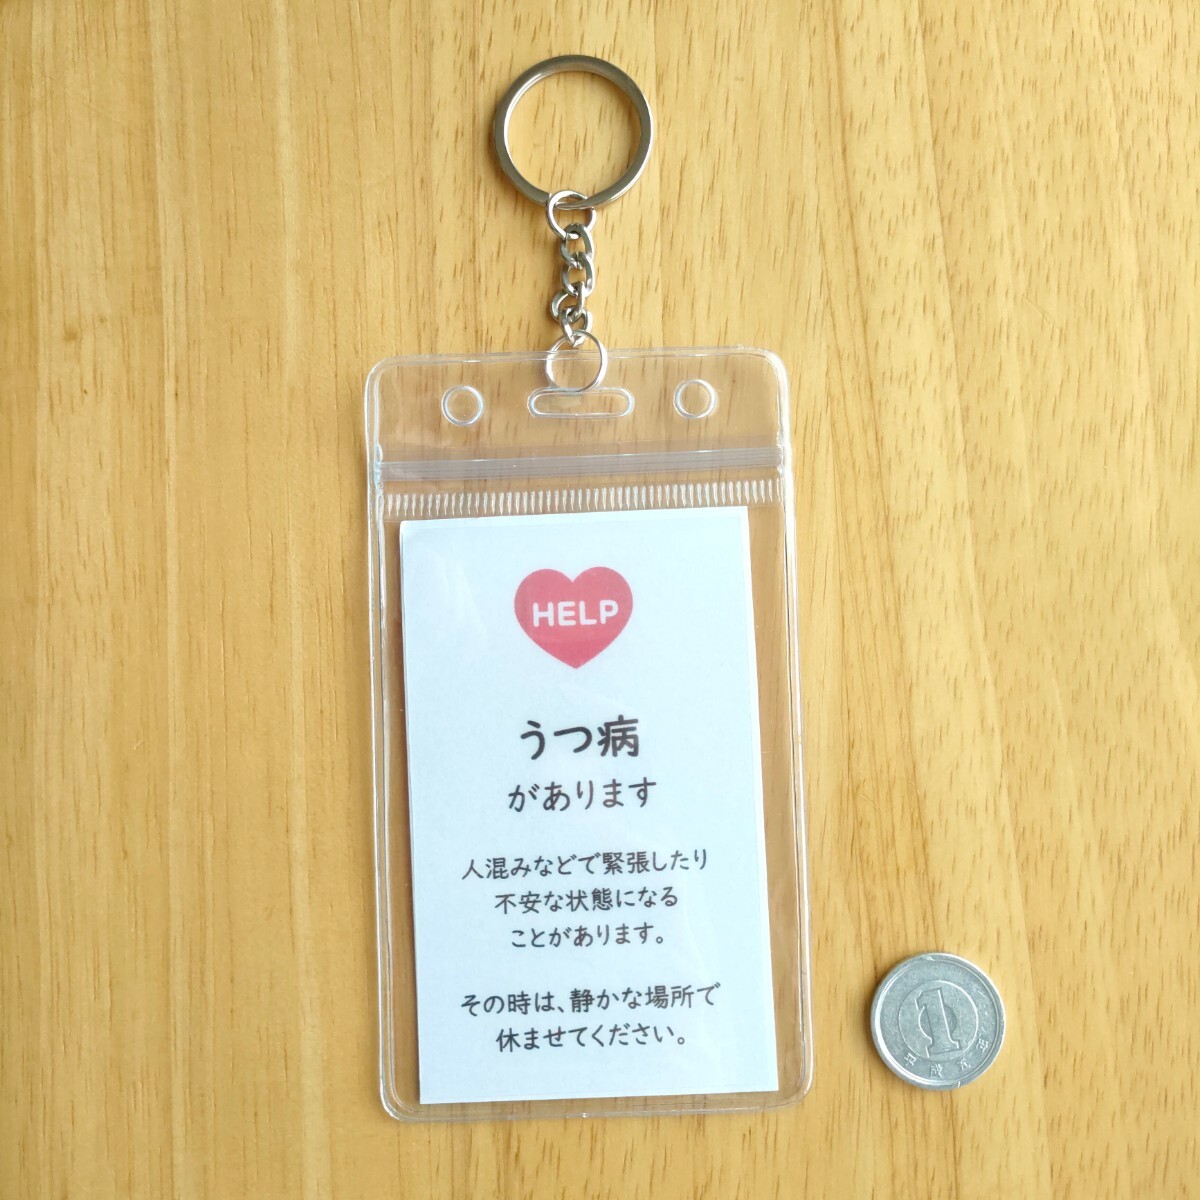 HELP
うつ病
があります
人混みなどで緊張したり
不安な状態になる
ことがあります。
その時は、静かな場所で
休ませてください。
1